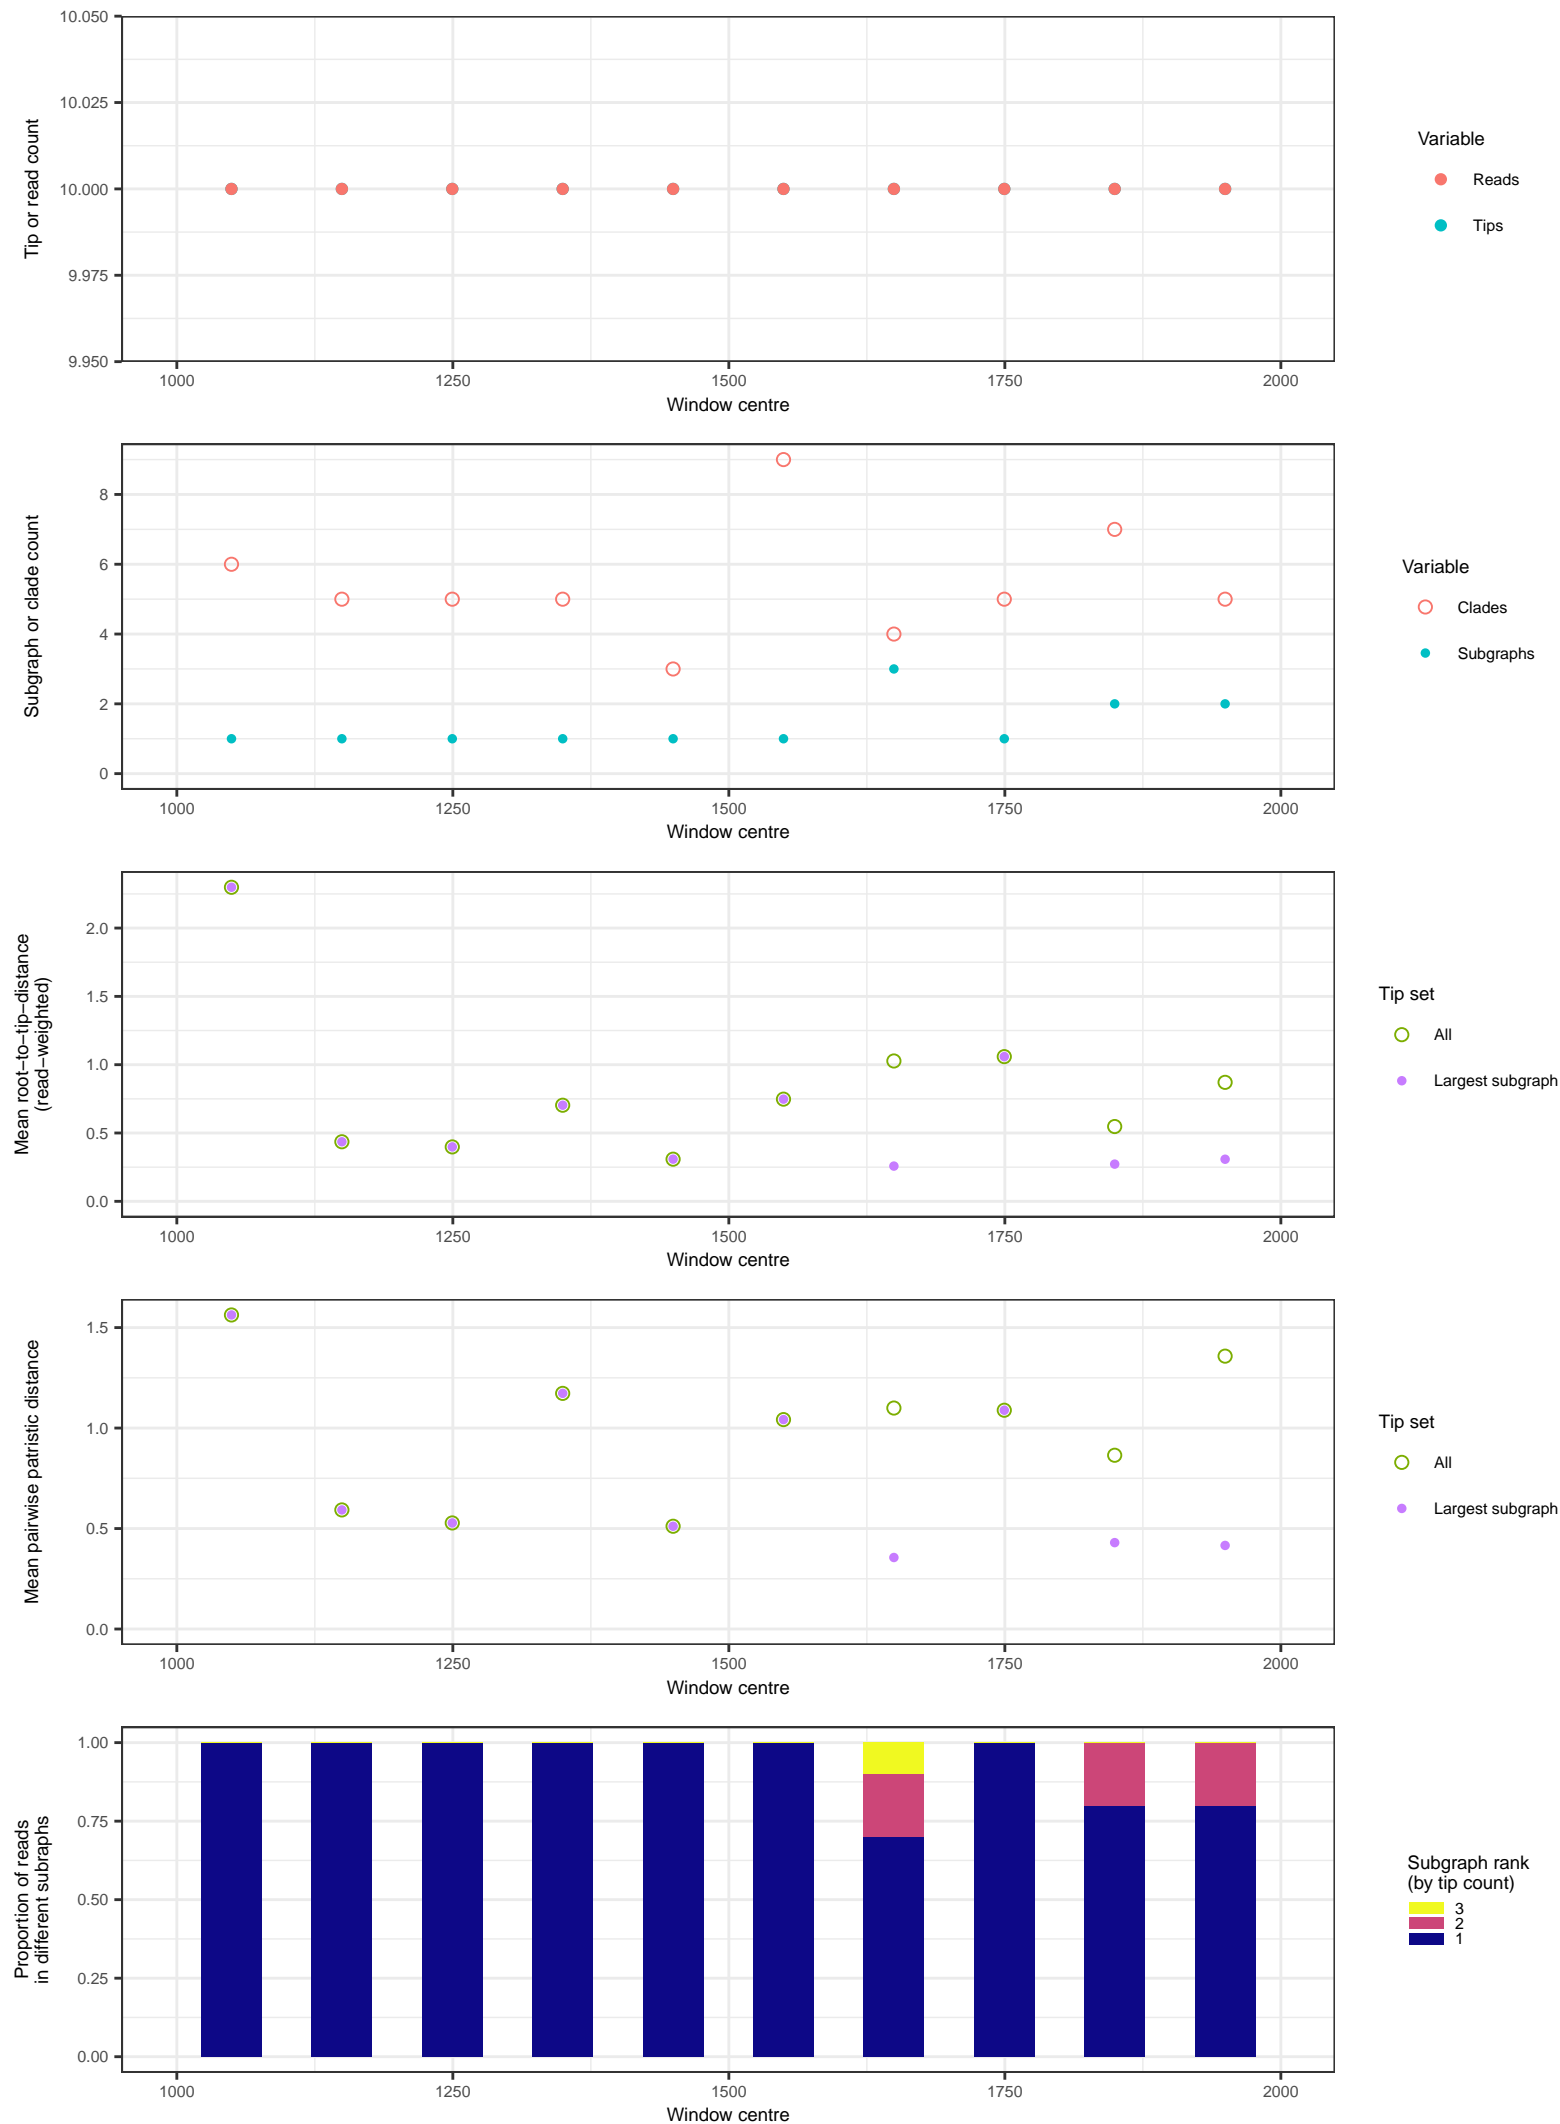 10.050
10.025
10.000
9.975
9.950
Tip or read count
1000
1250
1500
1750
2000
Window centre
Variable
Reads
Tips
8
6
4
2
0
Subgraph or clade count
1000
1250
1500
1750
2000
Window centre
Variable
Clades
Subgraphs
2.0
1.5
1.0
0.5
0.0
Mean root−to−tip−distance
(read−weighted)
1000
1250
1500
1750
2000
Window centre
Tip set
All
Largest subgraph
1.5
1.0
0.5
0.0
Mean pairwise patristic distance
1000
1250
1500
1750
2000
Window centre
Tip set
All
Largest subgraph
1.00
0.75
0.50
0.25
0.00
Proportion of reads
in different subraphs
1000
1250
1500
1750
2000
Window centre
Subgraph rank
(by tip count)
3
2
1